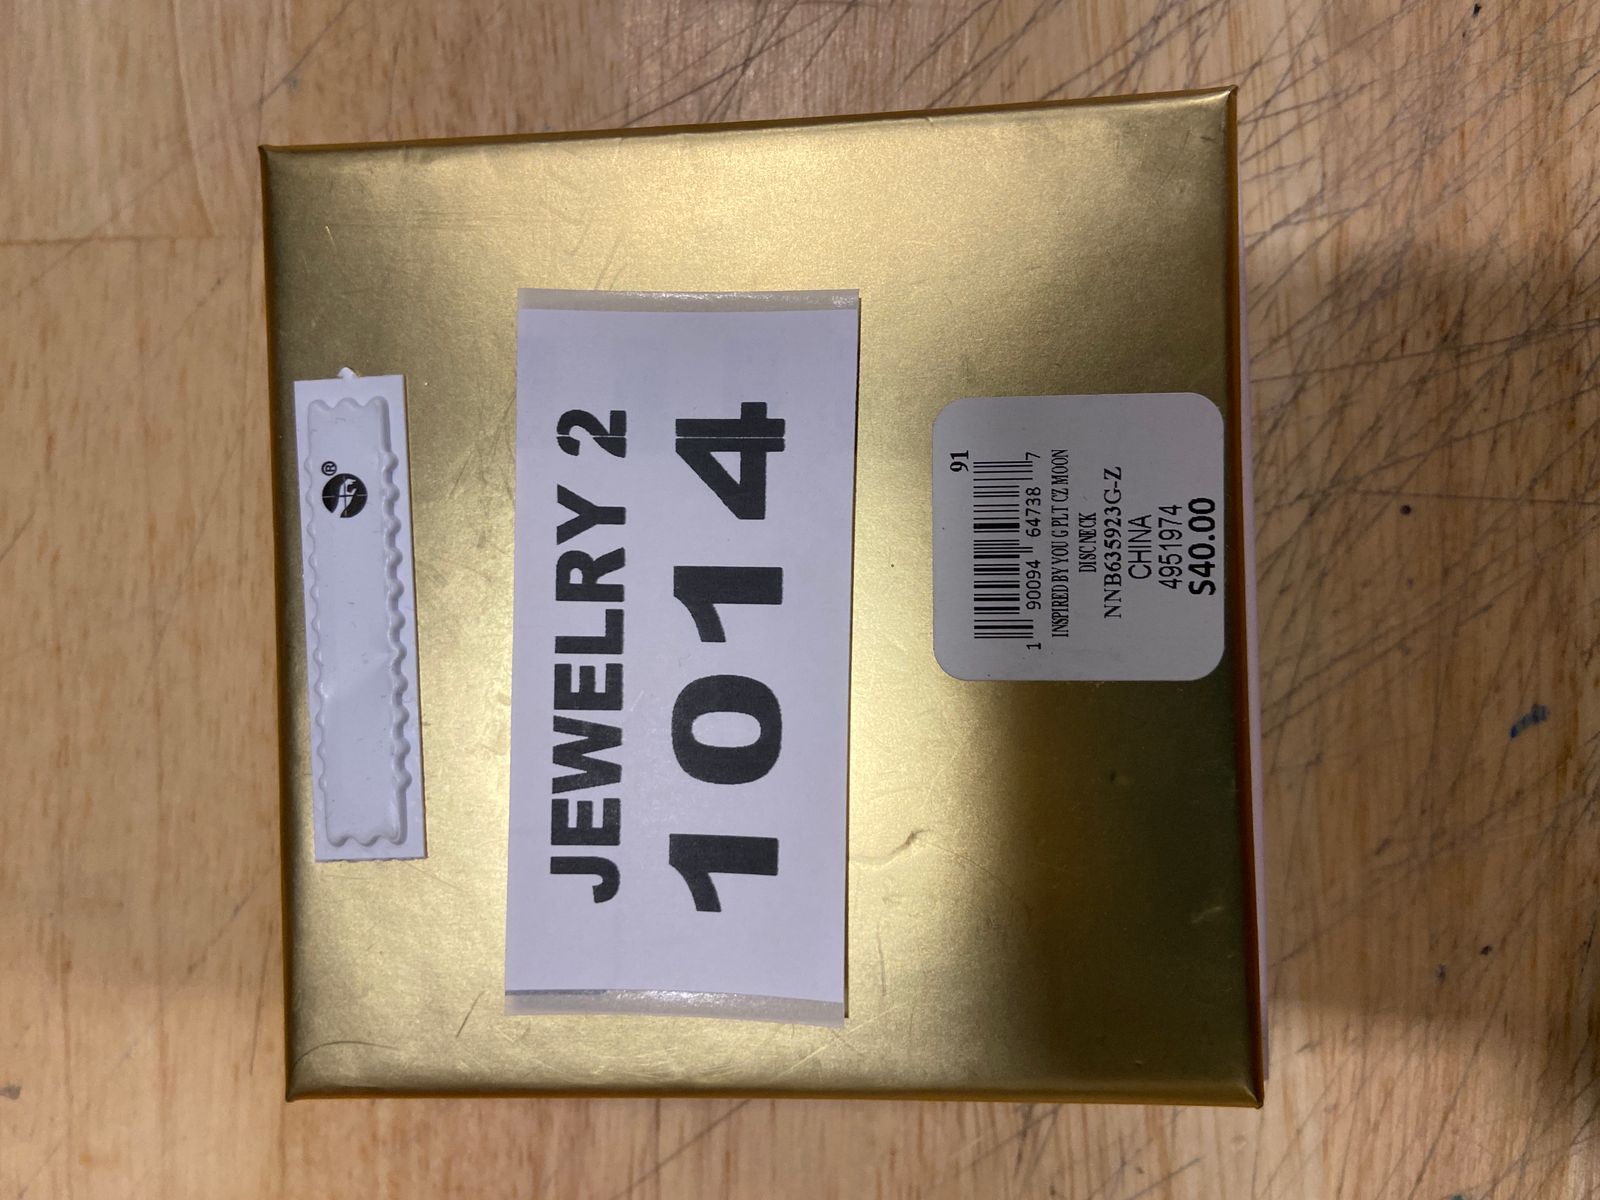 ®
JEWELRY 2
1014
91
1 90094 64738 7
INSPIRED BY YOU G PLT CZ MOON
DISC NECK
NNB635923G-Z
CHINA
4951974
$40.00